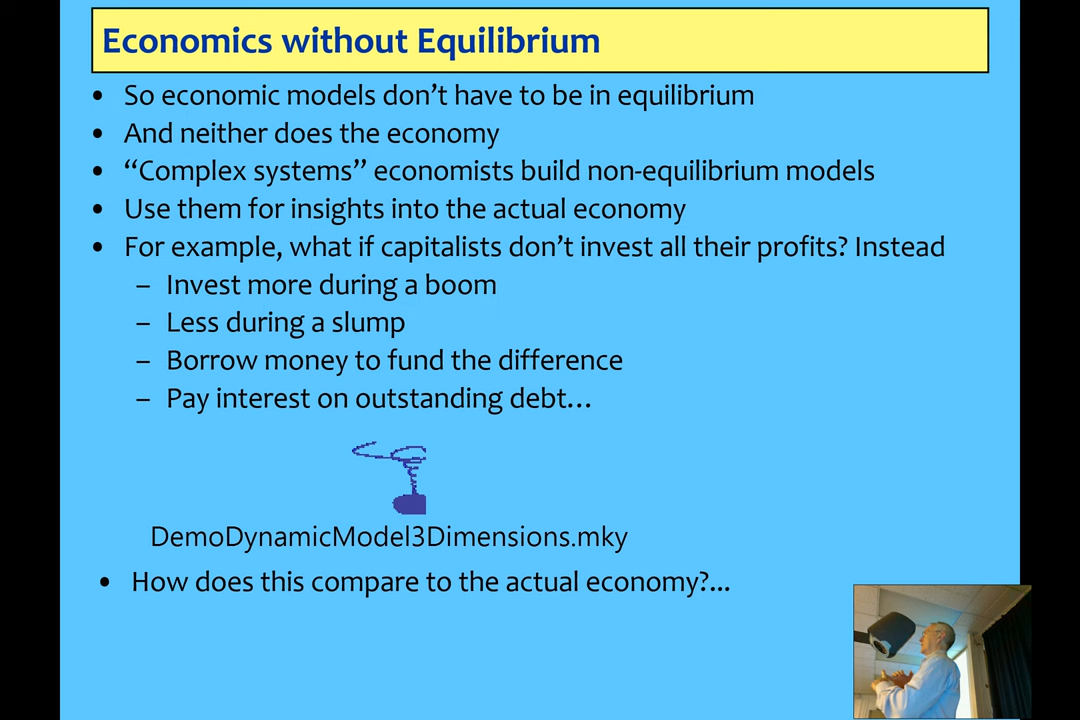 Economics without Equilibrium
• So economic models don't have to be in equilibrium
• And neither does the economy
• “Complex systems” economists build non-equilibrium models
• Use them for insights into the actual economy
• For example, what if capitalists don't invest all their profits? Instead
– Invest more during a boom
– Less during a slump
– Borrow money to fund the difference
– Pay interest on outstanding debt…
DemoDynamicModel3Dimensions.mky
• How does this compare to the actual economy?...